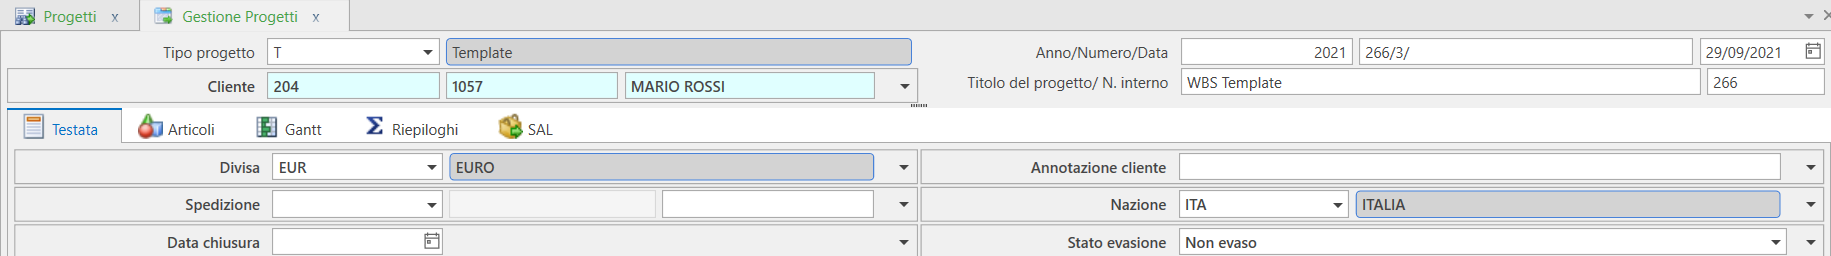 Progetti x Gestione Progetti x
Tipo progetto T Template Anno/Numero/Data 2021 266/3/ 29/09/2021
Cliente 204 1057 MARIO ROSSI Titolo del progetto/ N. interno WBS Template 266
Testata Articoli Gantt Riepiloghi SAL
Divisa EUR EURO Annotazione cliente
Spedizione Nazione ITA ITALIA
Data chiusura Stato evasione Non evaso